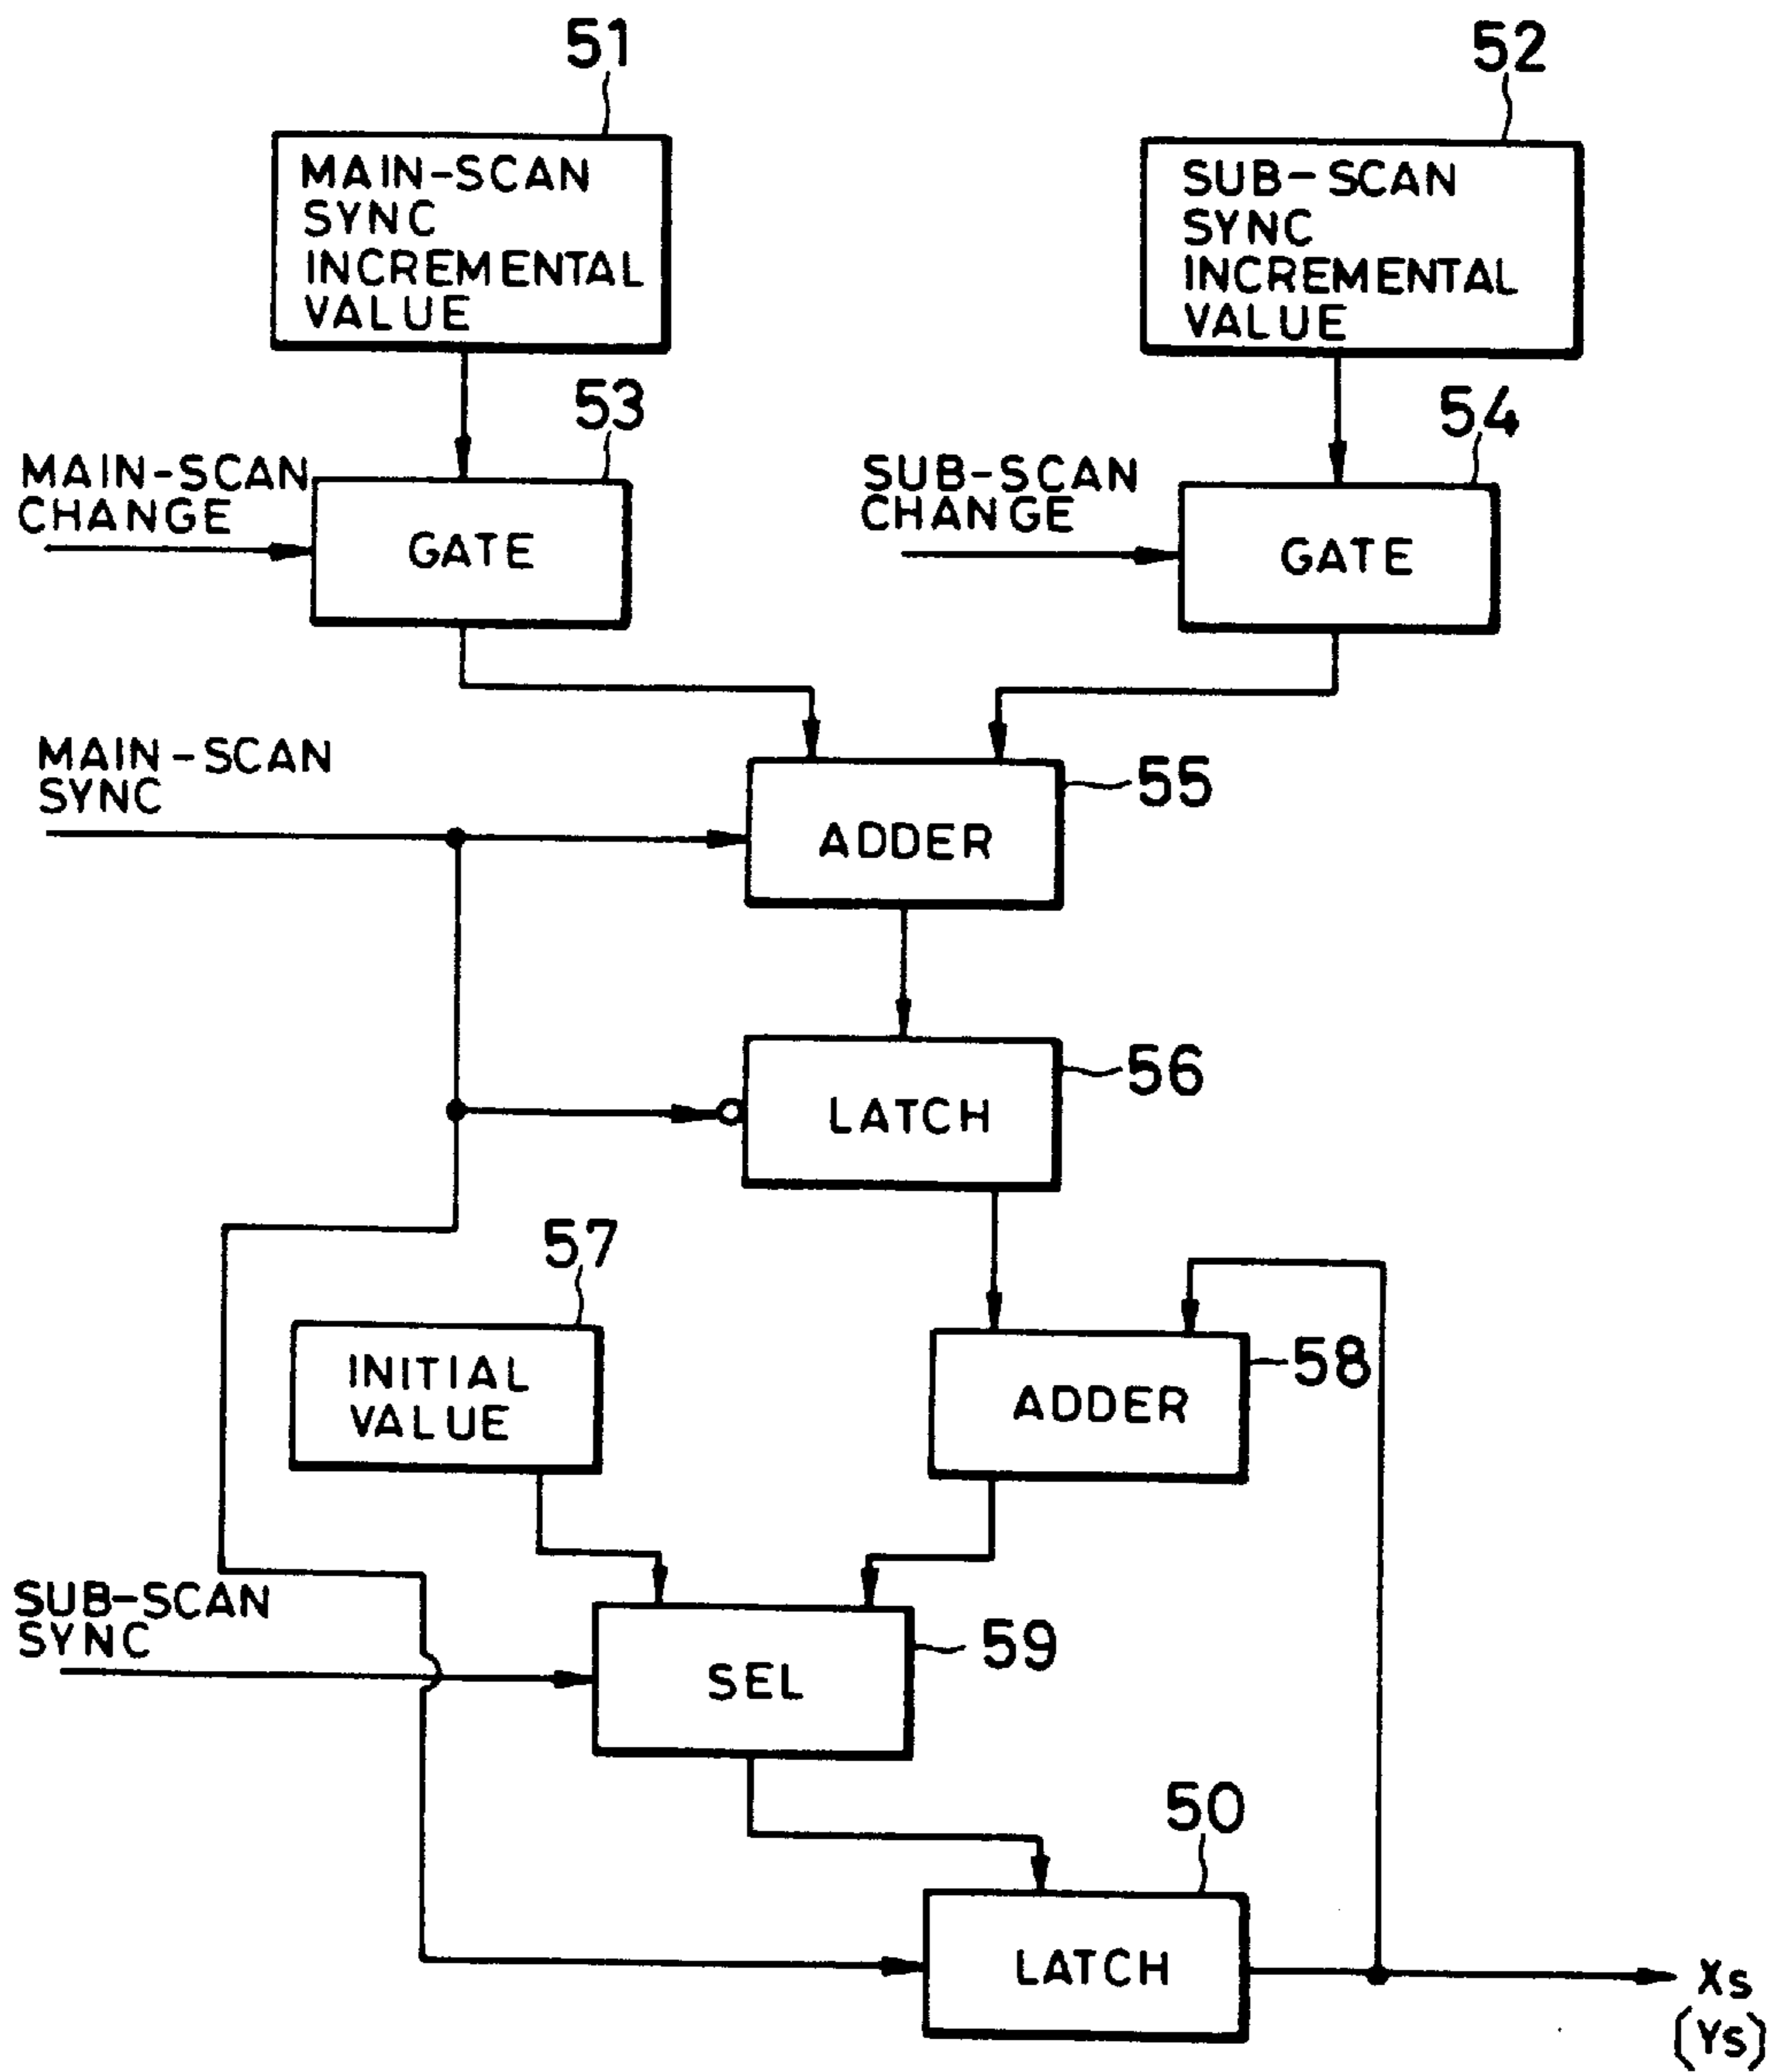 51
52
MAIN-SCAN
SYNC
INCREMENTAL
VALUE
SUB-SCAN
SYNC
INCREMENTAL
VALUE
53
54
MAIN-SCAN
CHANGE
GATE
SUB-SCAN
CHANGE
GATE
MAIN-SCAN
SYNC
55
ADDER
56
LATCH
57
INITIAL
VALUE
58
ADDER
SUB-SCAN
SYNC
59
SEL
50
LATCH
Xs
(Ys)